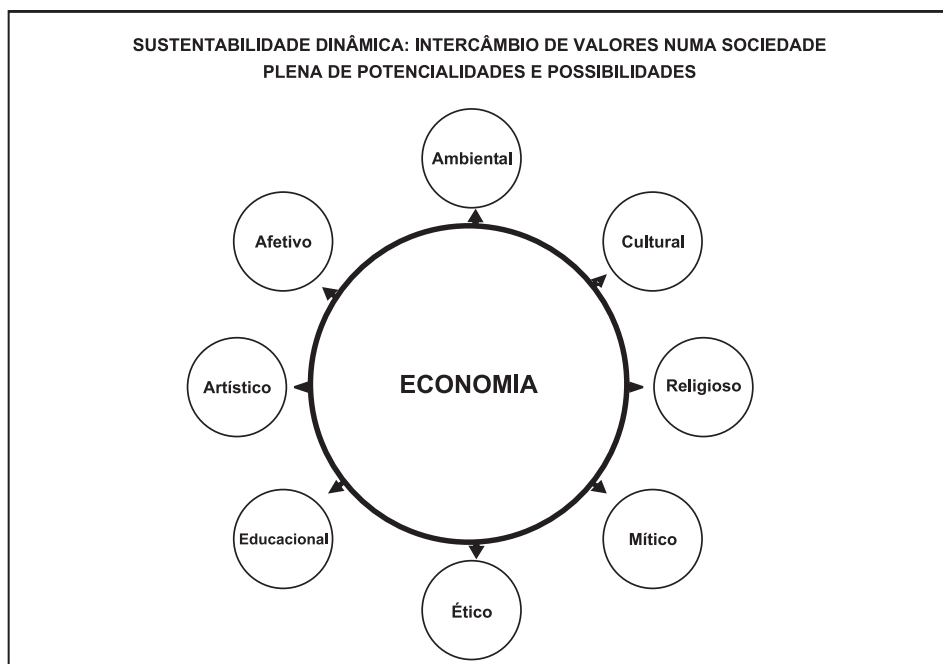 SUSTENTABILIDADE DINÂMICA: INTERCÂMBIO DE VALORES NUMA SOCIEDADE
PLENA DE POTENCIALIDADES E POSSIBILIDADES
Ambiental
Afetivo
Cultural
Artístico
ECONOMIA
Religioso
Educacional
Mítico
Ético